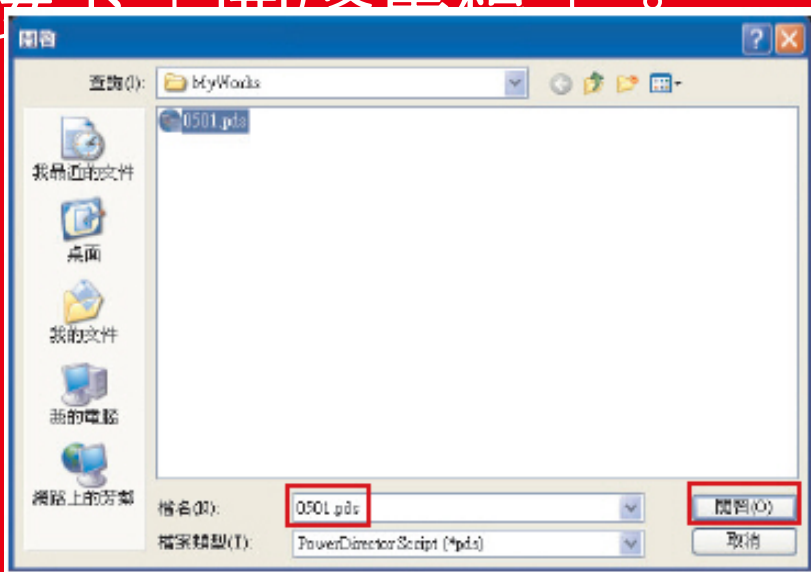 開啓
查詢(I):
MyWorks
0501.pds
我最近的文件
桌面
我的文件
我的電腦
網路上的芳鄰
檔名(N):
0501.pds
開啓(O)
檔案類型(T):
PowerDirector Script (*pds)
取消